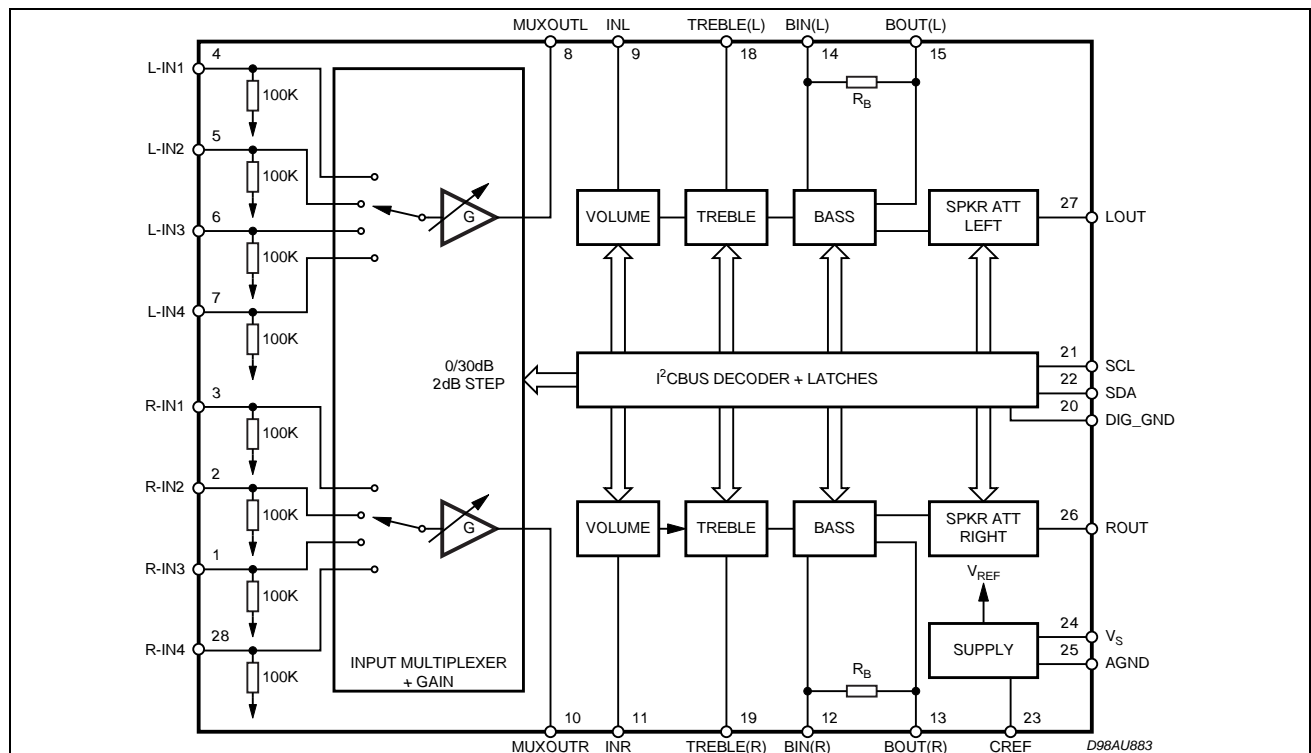 MUXOUTL INL TREBLE(L) BIN(L) BOUT(L)
8 9 18 14 15
4
L-IN1
100K
RB
5
L-IN2
100K
6
L-IN3
100K
7
L-IN4
100K
G
VOLUME TREBLE BASS SPKR ATT
LEFT
27
LOUT
0/30dB
2dB STEP
I2CBUS DECODER + LATCHES
21
SCL
22
SDA
20
DIG_GND
3
R-IN1
100K
2
R-IN2
100K
1
R-IN3
100K
28
R-IN4
100K
G
VOLUME TREBLE BASS SPKR ATT
RIGHT
26
ROUT
VREF
SUPPLY
24
VS
25
AGND
INPUT MULTIPLEXER
+ GAIN
RB
10 11 19 12 13 23
MUXOUTR INR TREBLE(R) BIN(R) BOUT(R) CREF
D98AU883